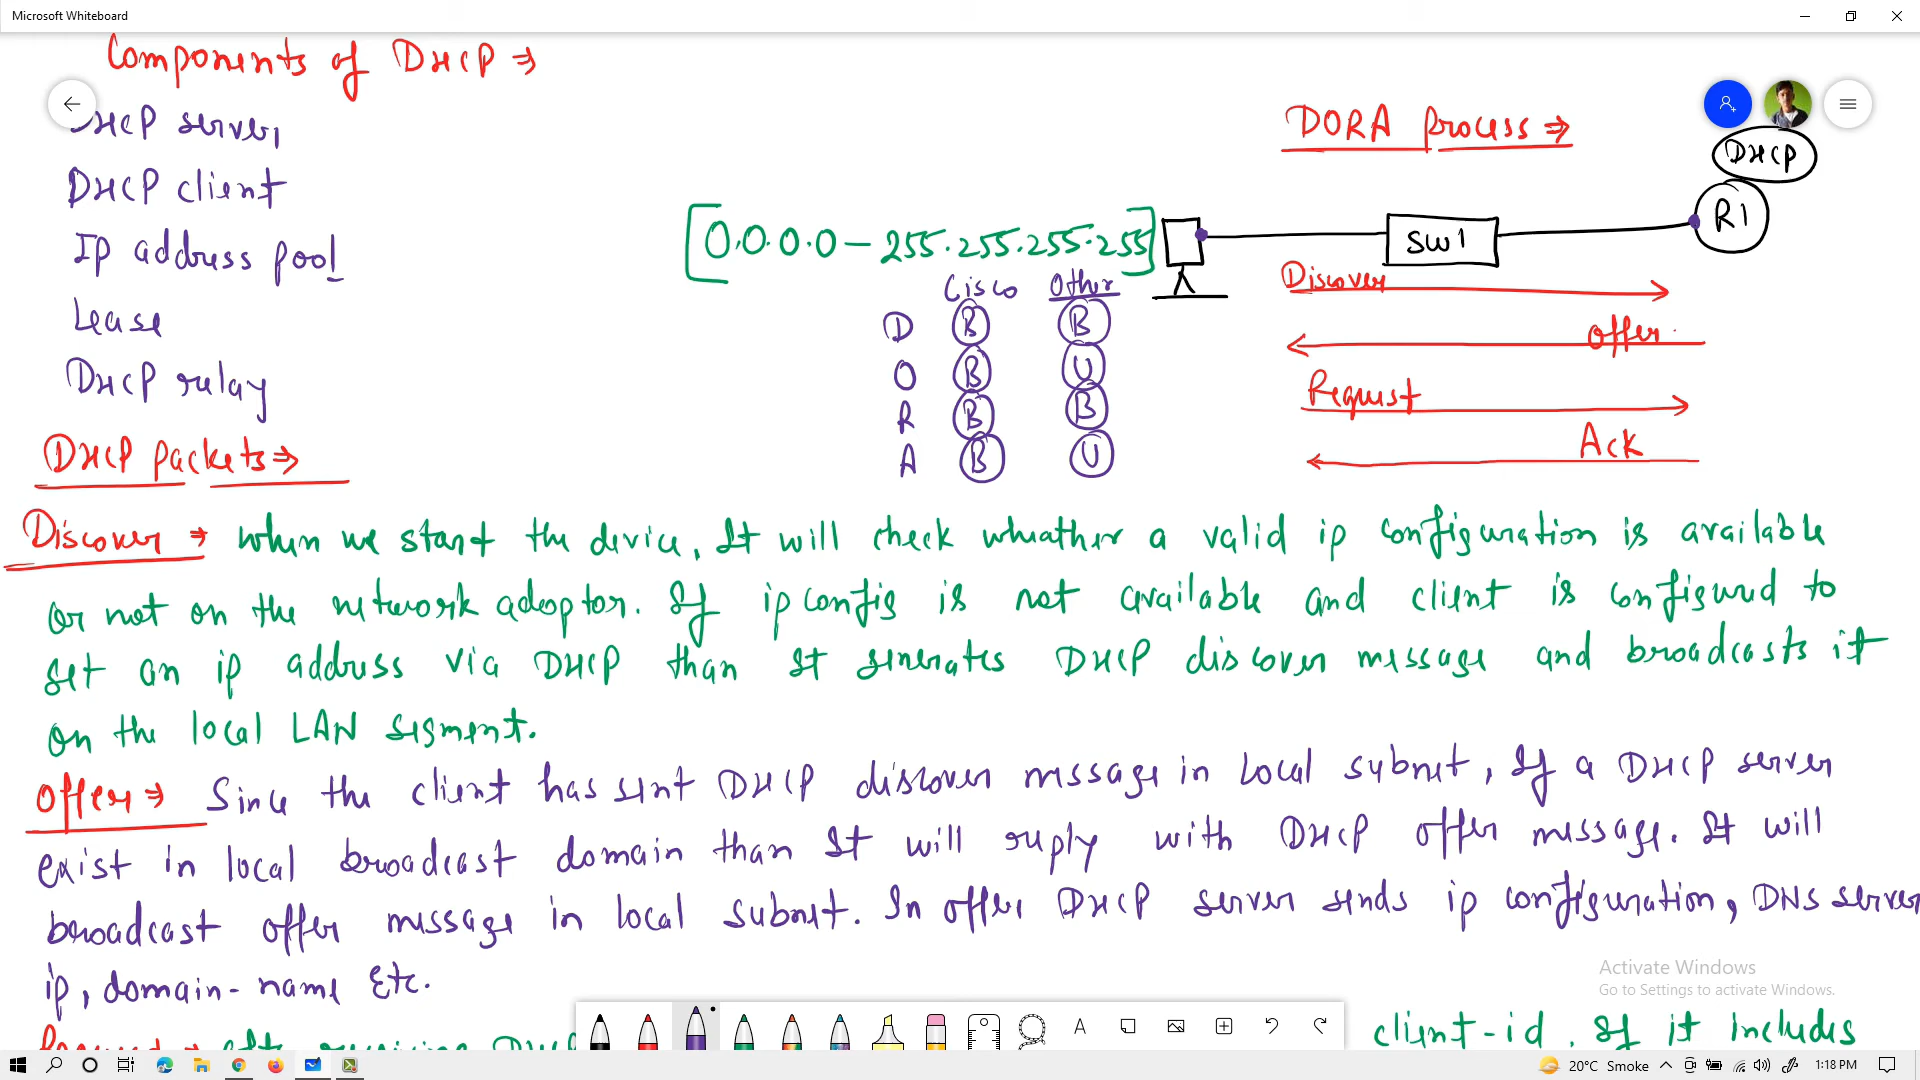 Microsoft Whiteboard
Components of DHCP ⇒
DHCP server
DHCP client
Ip address pool
Lease
DHCP relay
DORA process ⇒
DHCP
R1
SW1
[0.0.0.0 – 255.255.255.255]
Cisco Other
D B B
O B U
R B B
A B U
Discover
Offer
Request
Ack
DHCP packets ⇒
Discover → When we start the device, It will check wheather a valid ip configuration is available
or not on the network adaptor. If ipconfig is not available and client is configured to
get an ip address via DHCP than It generates DHCP discover message and broadcasts it
on the local LAN segment.
Offer ⇒ Since the client has sent DHCP discover message in local subnet, If a DHCP server
exist in local broadcast domain than It will reply with DHCP offer message. It will
broadcast offer message in local subnet. In offer DHCP server sends ip configuration, DNS server
ip, domain-name Etc.
Activate Windows
Go to Settings to activate Windows.
client-id. If it includes
A
20°C Smoke
1:18 PM